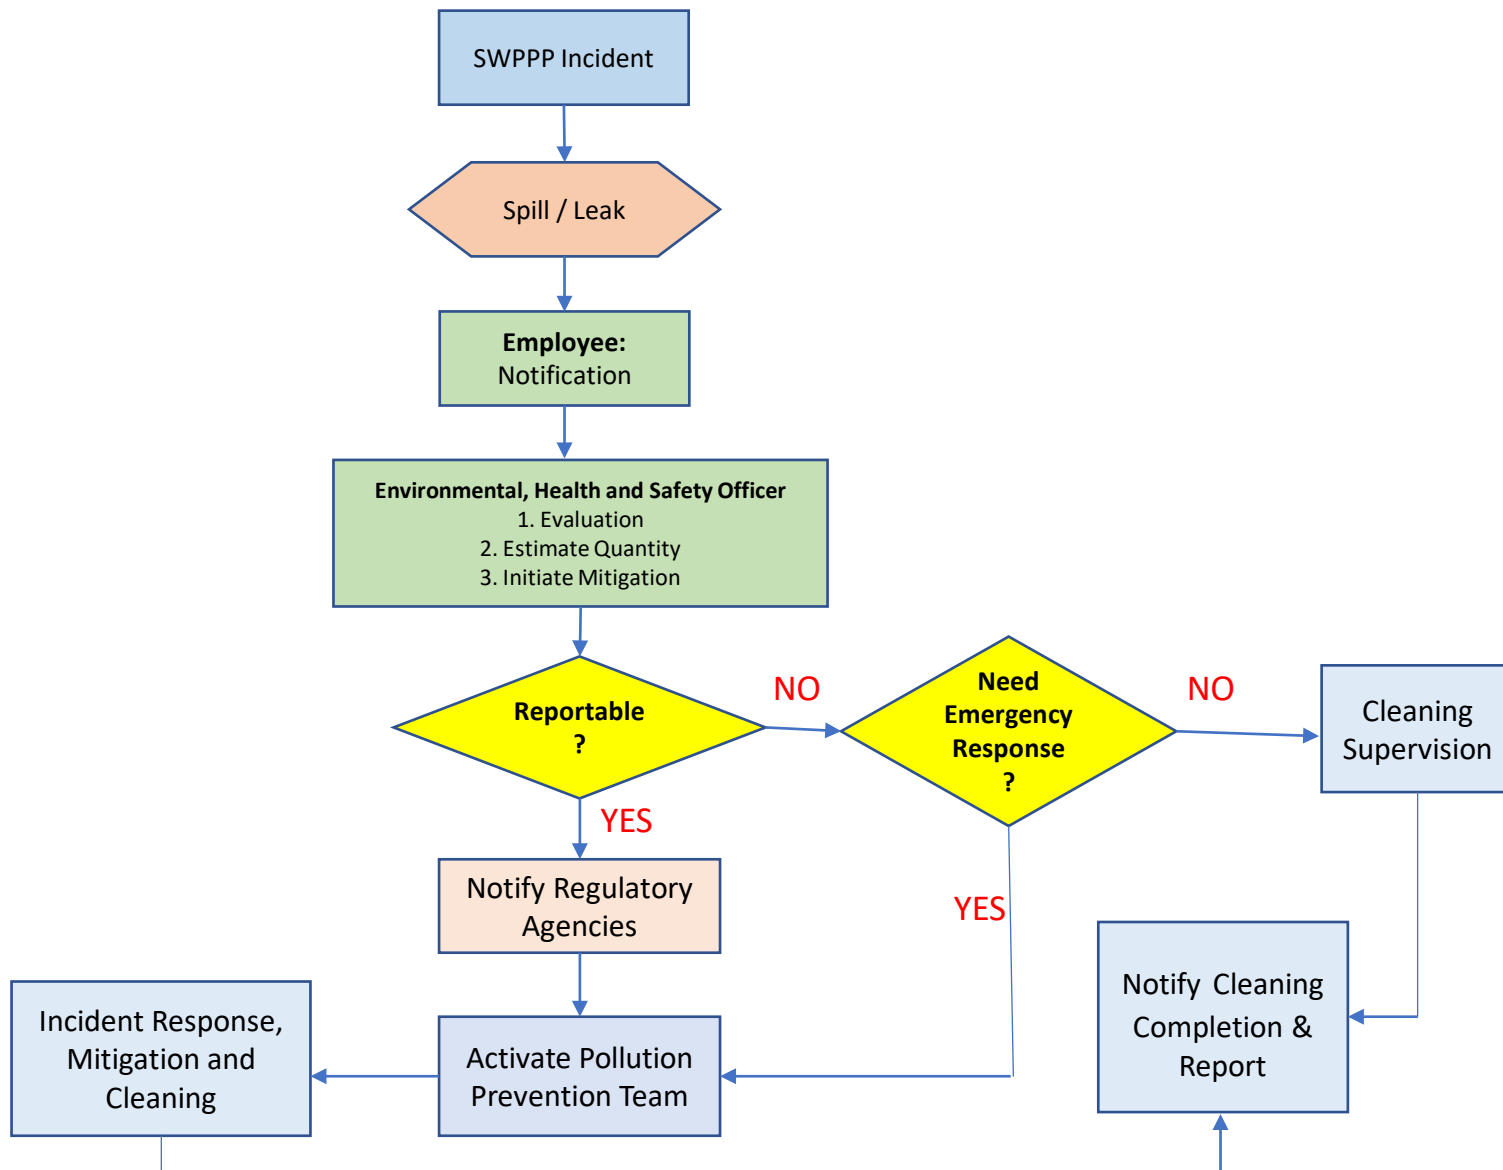 SWPPP Incident
Spill / Leak
Employee:
Notification
Environmental, Health and Safety Officer
1. Evaluation
2. Estimate Quantity
3. Initiate Mitigation
Reportable
?
NO
Need
Emergency
Response
?
NO
Cleaning
Supervision
YES
Notify Regulatory
Agencies
YES
Notify Cleaning
Completion &
Report
Incident Response,
Mitigation and
Cleaning
Activate Pollution
Prevention Team